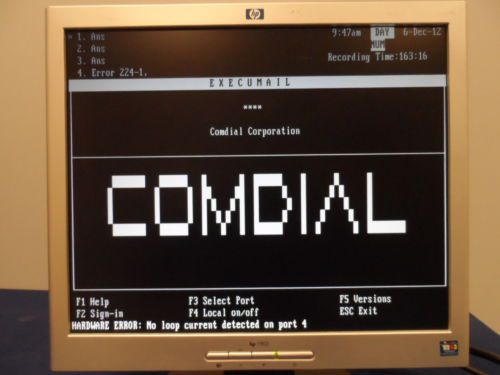 hp
1. Ans 9:47am DAY 6-Dec-12
2. Ans NUM
3. Ans Recording Time:163:16
4. Error 224-1,
EXECUMAIL
****
Comdial Corporation
COMDIAL
F1 Help F3 Select Port F5 Versions
F2 Sign-in F4 Local on/off ESC Exit
HARDWARE ERROR: No loop current detected on port 4
hp